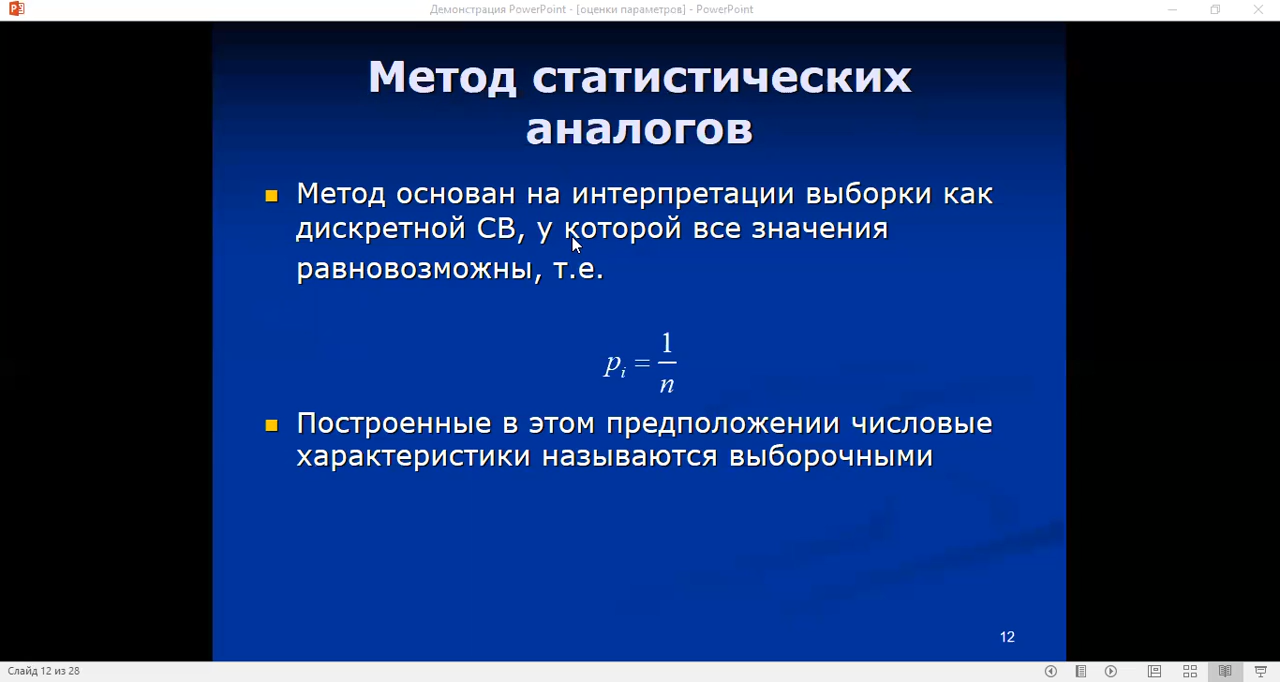 Демонстрация PowerPoint - [оценки параметров] - PowerPoint
Метод статистических
аналогов
Метод основан на интерпретации выборки как
дискретной СВ, у которой все значения
равновозможны, т.е.
p_i = 1/n
Построенные в этом предположении числовые
характеристики называются выборочными
12
Слайд 12 из 28